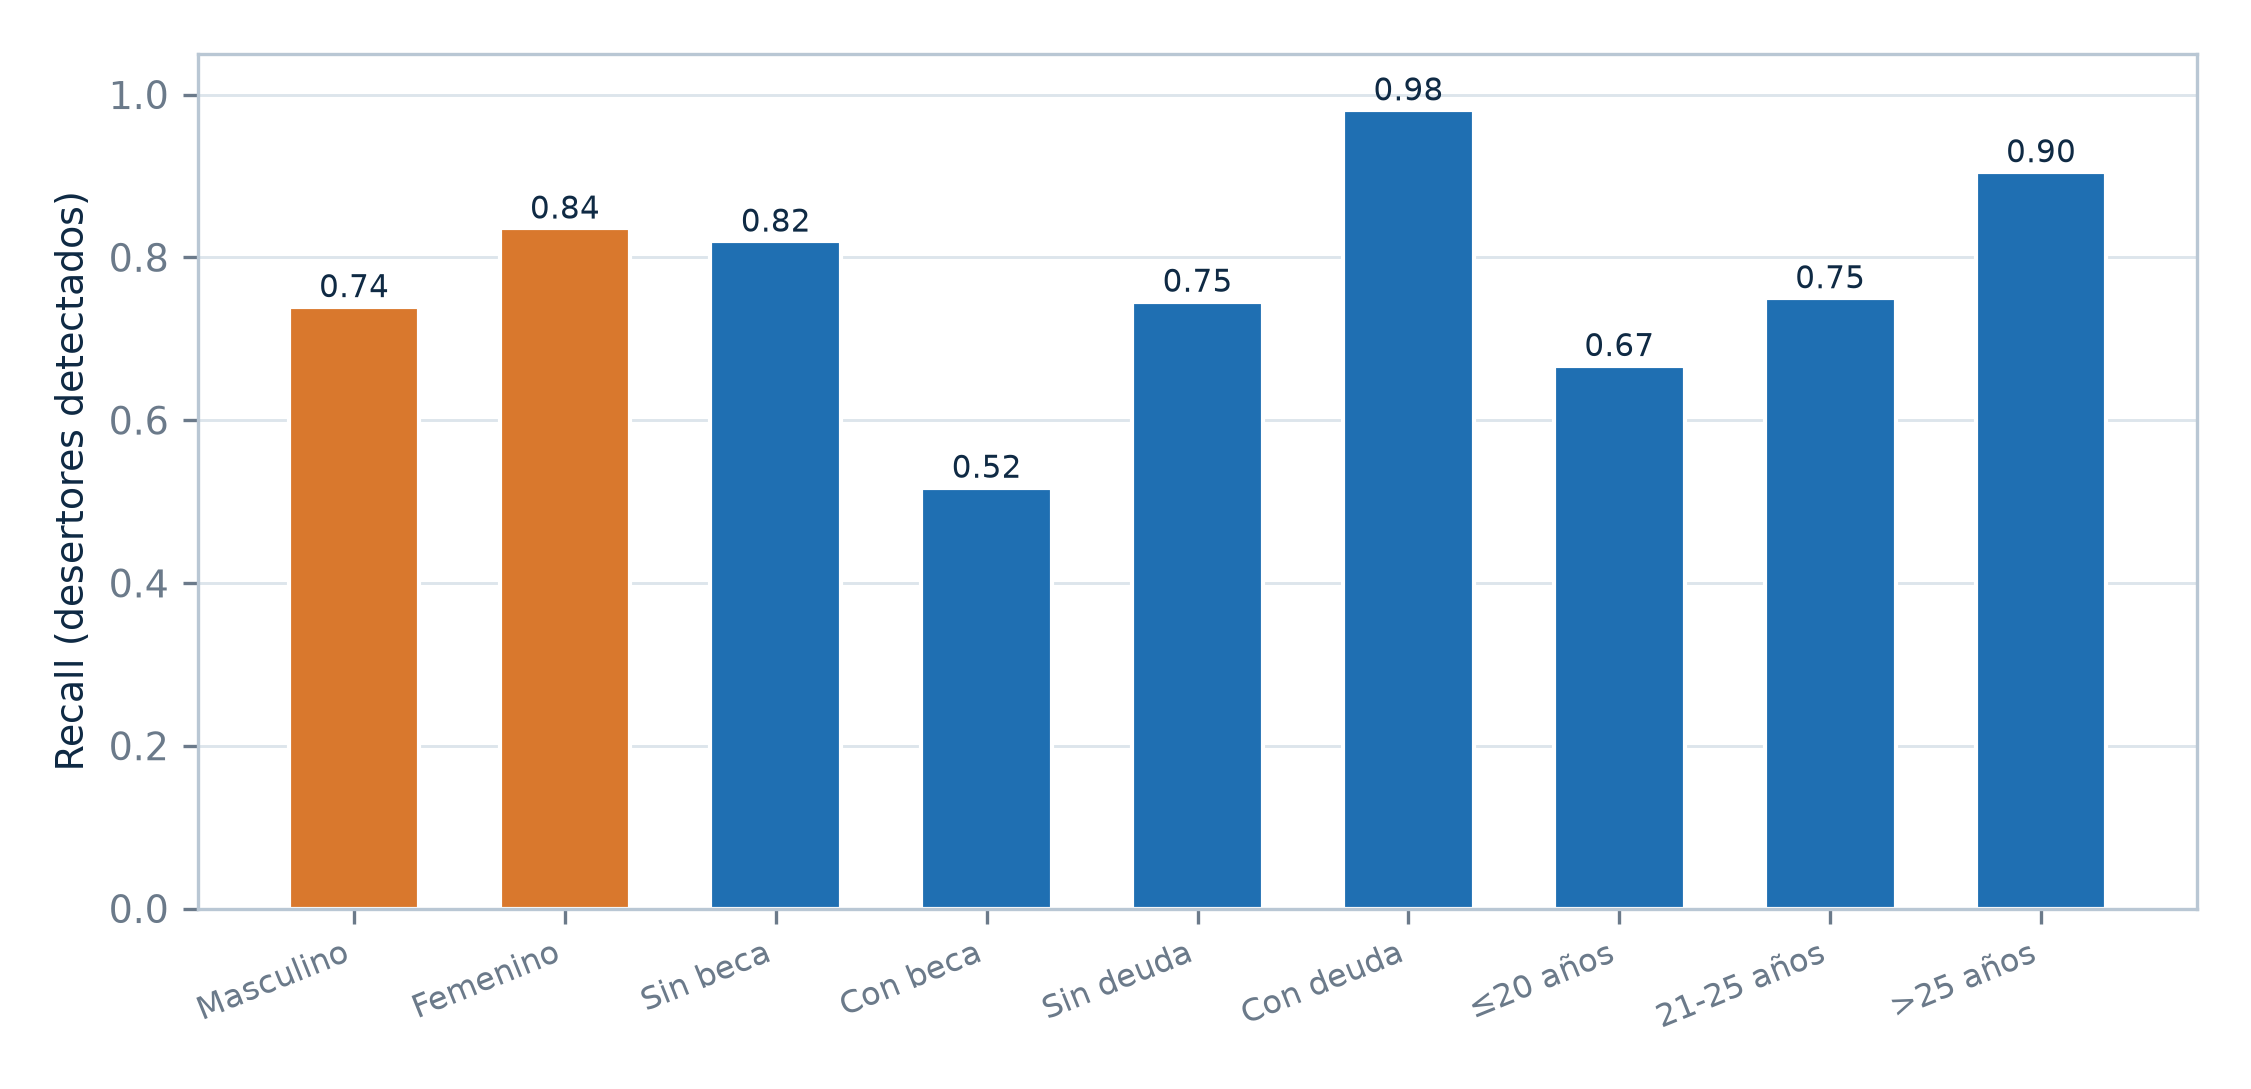 Recall (desertores detectados)
1.0
0.8
0.6
0.4
0.2
0.0
0.74
0.84
0.82
0.52
0.75
0.98
0.67
0.75
0.90
Masculino
Femenino
Sin beca
Con beca
Sin deuda
Con deuda
≤20 años
21-25 años
>25 años